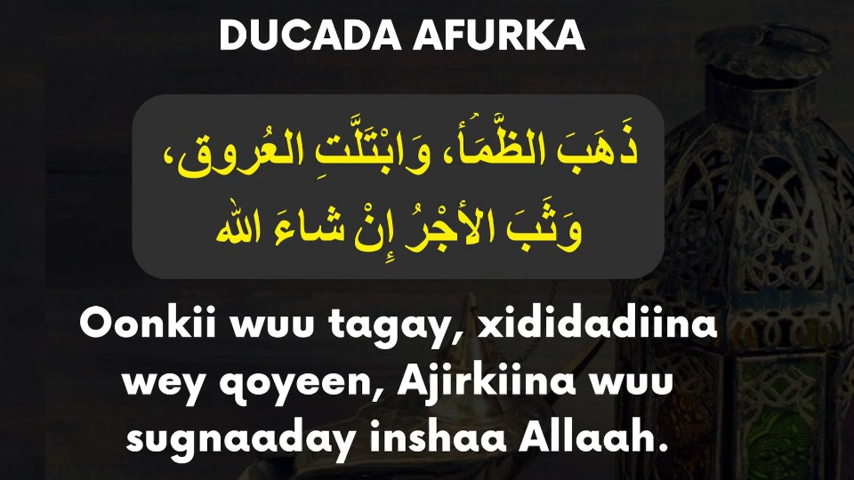 DUCADA AFURKA
ذَهَبَ الظَّمَأُ، وَابْتَلَّتِ العُروق،
وَثَبَ الأجْرُ إِنْ شاءَ الله
Oonkii wuu tagay, xididadiina
wey qoyeen, Ajirkiina wuu
sugnaaday inshaa Allaah.